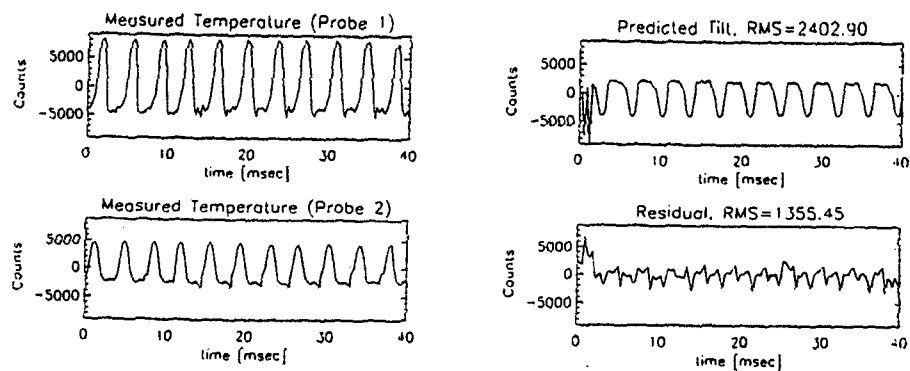 Measured Temperature (Probe 1)
Counts
5000
0
-5000
0 10 20 30 40
time [msec]
Predicted Tilt, RMS=2402.90
Counts
5000
0
-5000
0 10 20 30 40
time [msec]
Measured Temperature (Probe 2)
Counts
5000
0
-5000
0 10 20 30 40
time [msec]
Residual, RMS=1355.45
Counts
5000
0
-5000
0 10 20 30 40
time [msec]